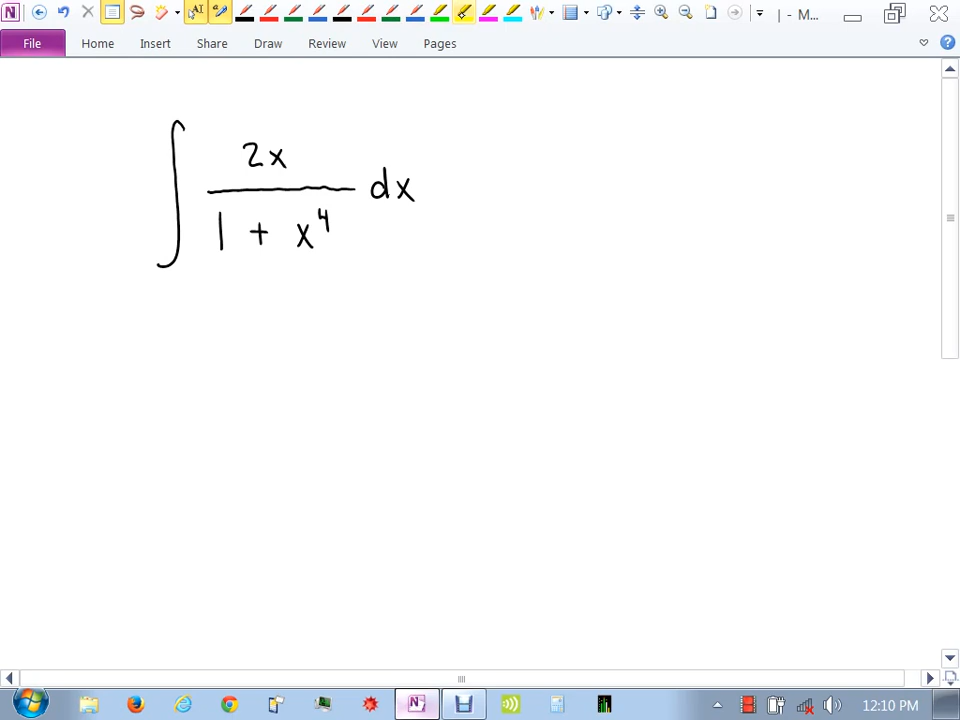 | - M...
File Home Insert Share Draw Review View Pages
∫ 2x / (1 + x⁴) dx
12:10 PM